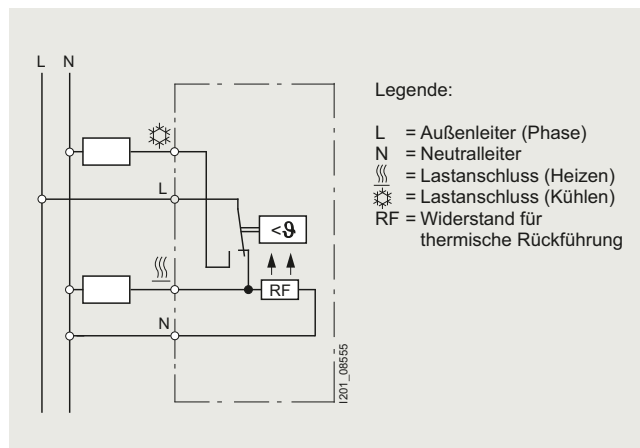 L N
L
<ϑ
RF
N
I201_08555
Legende:
L = Außenleiter (Phase)
N = Neutralleiter
= Lastanschluss (Heizen)
= Lastanschluss (Kühlen)
RF = Widerstand für
thermische Rückführung